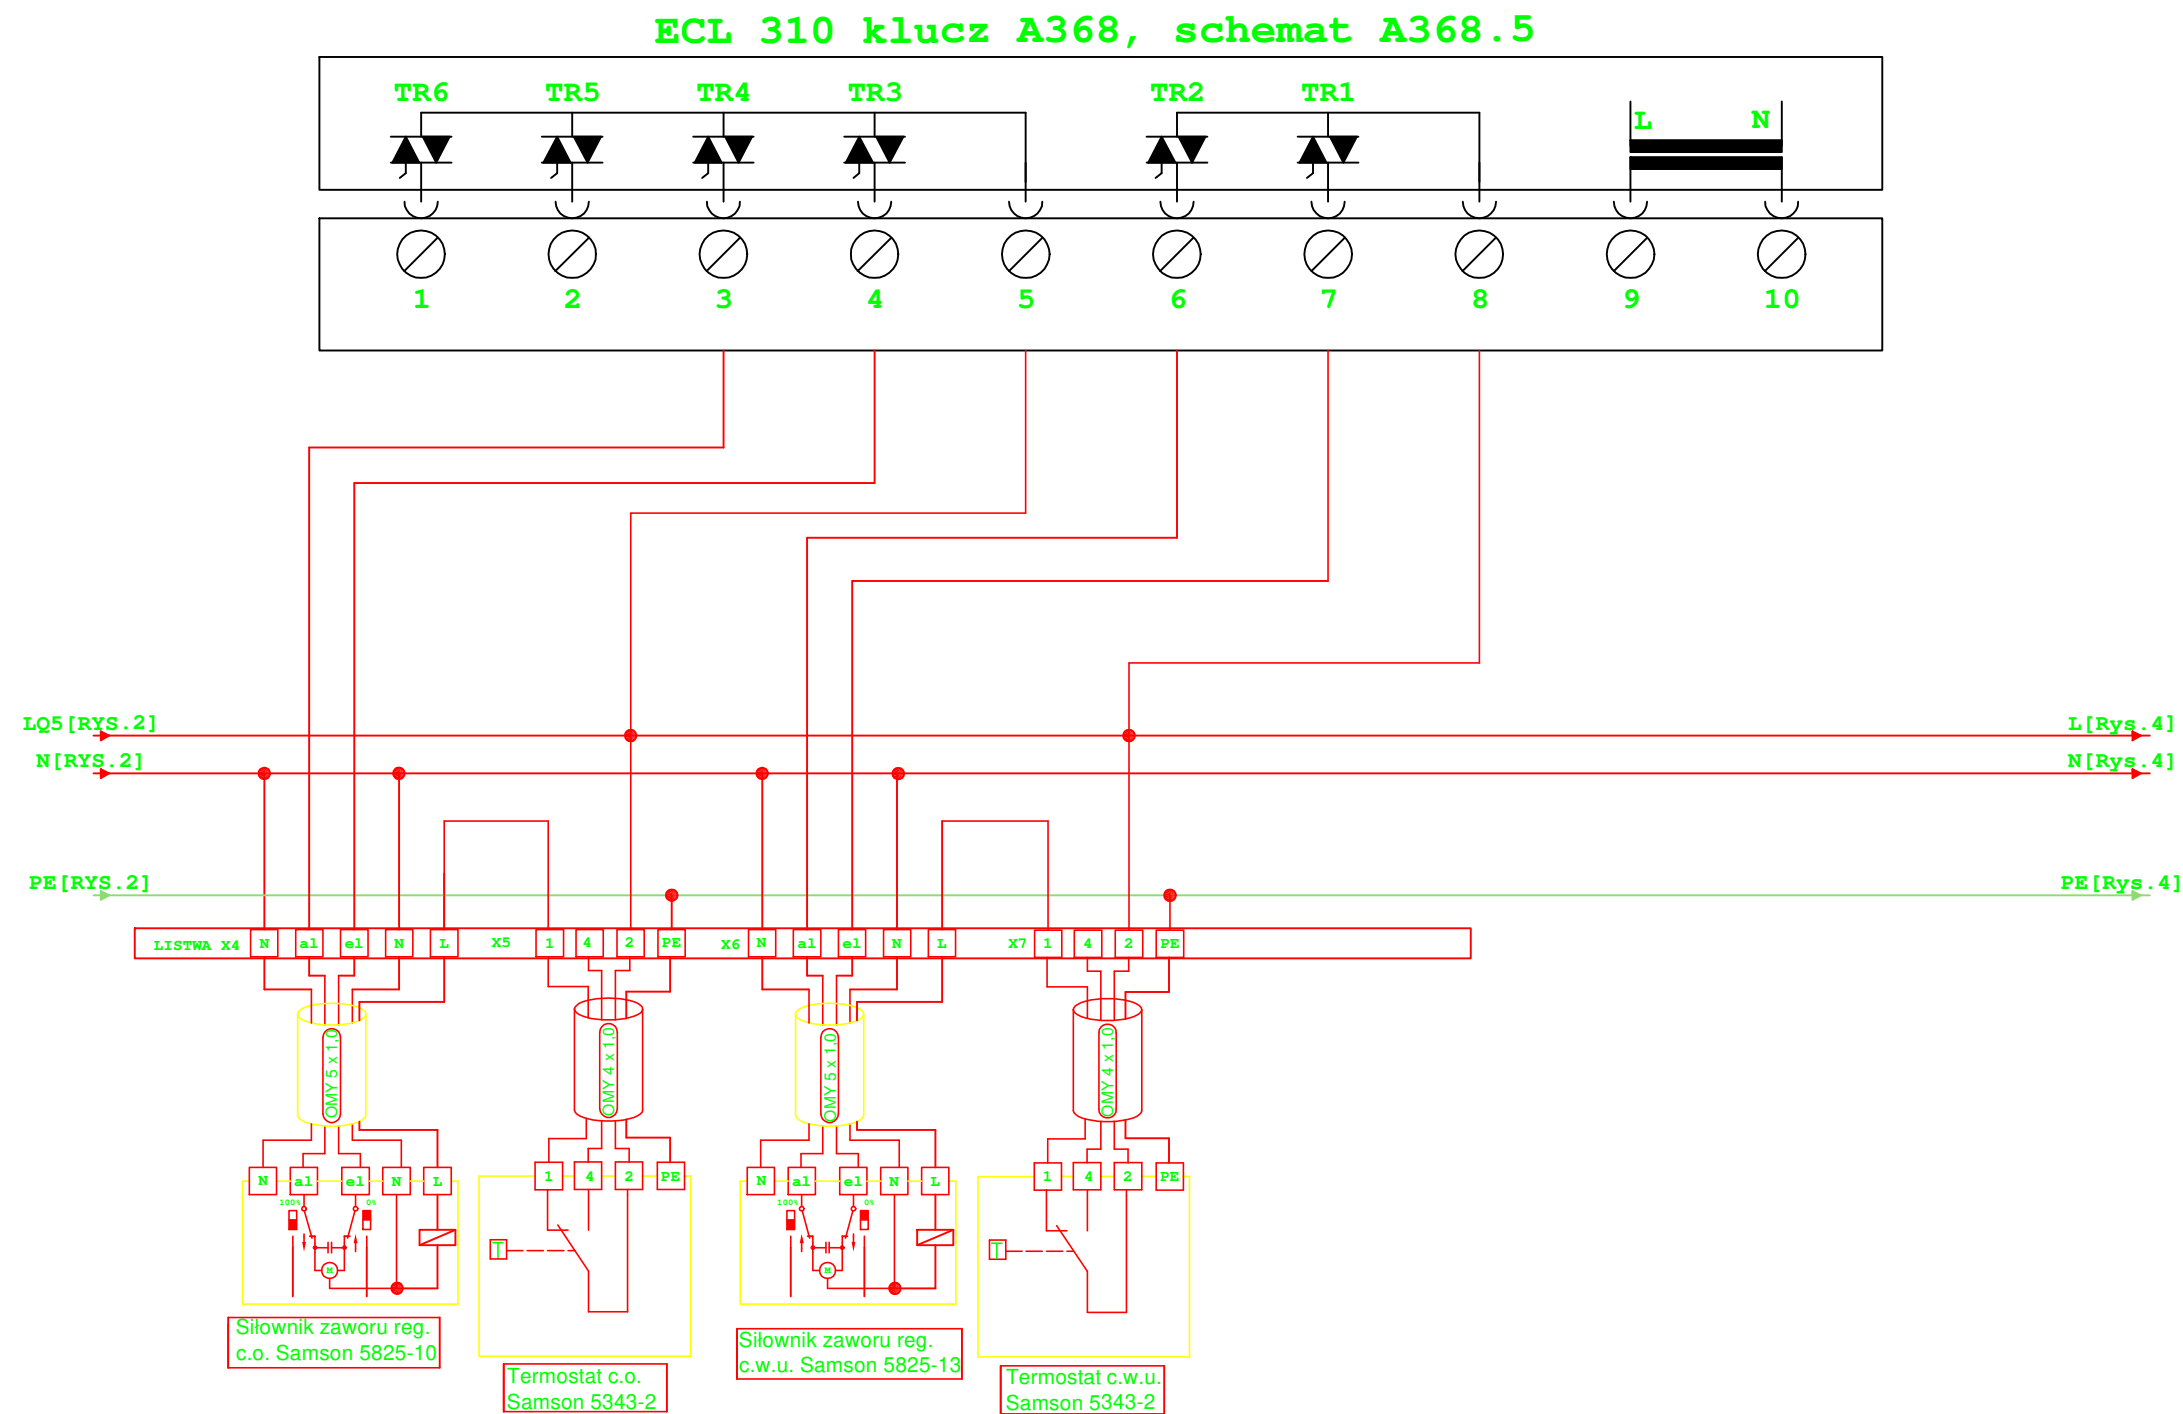 ECL 310 klucz A368, schemat A368.5
TR6 TR5 TR4 TR3 TR2 TR1 L N
1 2 3 4 5 6 7 8 9 10
LQ5[RYS.2] L[Rys.4]
N[RYS.2] N[Rys.4]
PE[RYS.2] PE[Rys.4]
LISTWA X4 N al el N L X5 1 4 2 PE X6 N al el N L X7 1 4 2 PE
OMY 5 x 1,0 OMY 4 x 1,0 OMY 5 x 1,0 OMY 4 x 1,0
N al el N L 1 4 2 PE N al el N L 1 4 2 PE
100% 0% 100% 0%
T T
M M
Siłownik zaworu reg.
c.o. Samson 5825-10
Termostat c.o.
Samson 5343-2
Siłownik zaworu reg.
c.w.u. Samson 5825-13
Termostat c.w.u.
Samson 5343-2